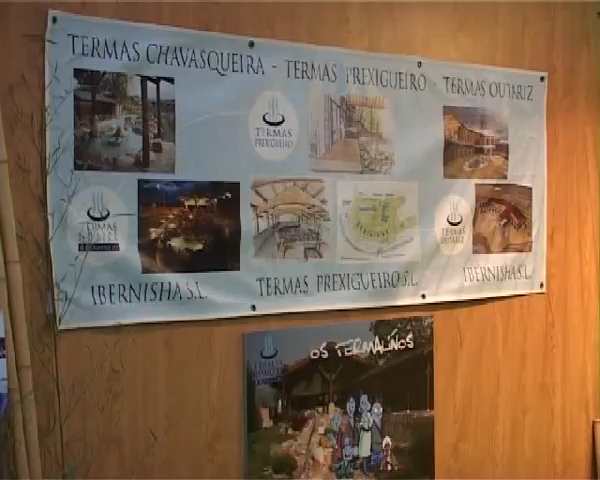 TERMAS CHAVASQUEIRA - TERMAS PREXIGUEIRO - TERMAS OUTARIZ
TERMAS
PREXIGUEIRO
TERMAS
TERMAS
OUTARIZ
IBERNISHA S.L.
TERMAS PREXIGUEIRO S.L.
IBERNISHA S.L.
OS TERMALIÑOS